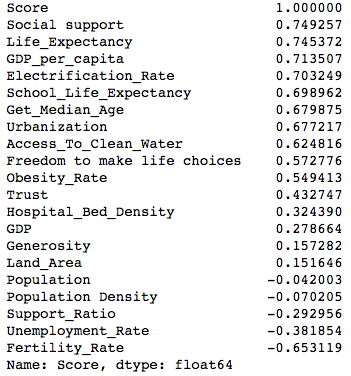 Score 1.000000
Social support 0.749257
Life_Expectancy 0.745372
GDP_per_capita 0.713507
Electrification_Rate 0.703249
School_Life_Expectancy 0.698962
Get_Median_Age 0.679875
Urbanization 0.677217
Access_To_Clean_Water 0.624816
Freedom to make life choices 0.572776
Obesity_Rate 0.549413
Trust 0.432747
Hospital_Bed_Density 0.324390
GDP 0.278664
Generosity 0.157282
Land_Area 0.151646
Population -0.042003
Population Density -0.070205
Support_Ratio -0.292956
Unemployment_Rate -0.381854
Fertility_Rate -0.653119
Name: Score, dtype: float64